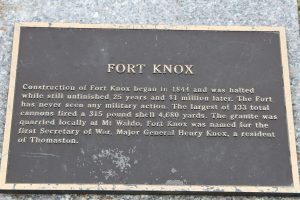 FORT KNOX
Construction of Fort Knox began in 1844 and was halted
while still unfinished 25 years and $1 million later. The Fort
has never seen any military action. The largest of 133 total
cannons fired a 315 pound shell 4,680 yards. The granite was
quarried locally at Mt Waldo. Fort Knox was named for the
first Secretary of War, Major General Henry Knox, a resident
of Thomaston.